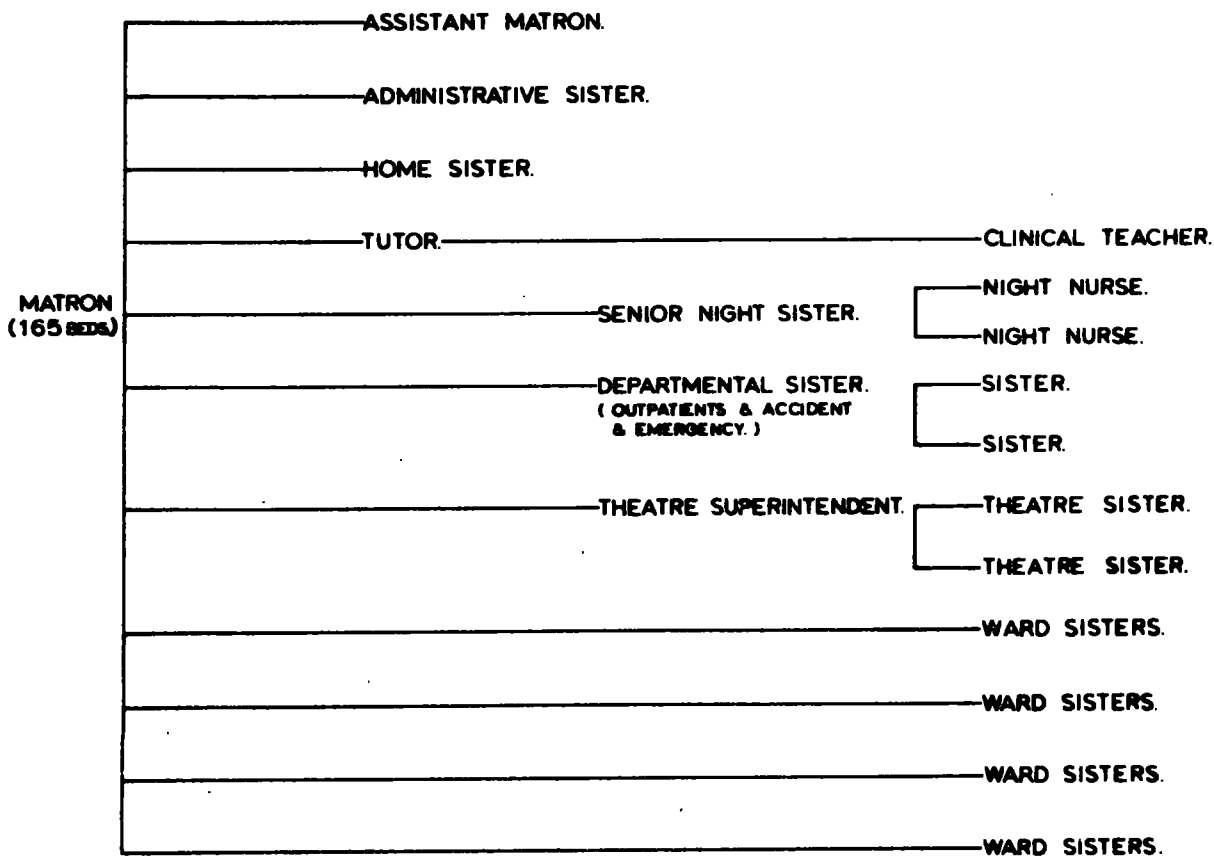 ASSISTANT MATRON.
ADMINISTRATIVE SISTER.
HOME SISTER.
TUTOR.
CLINICAL TEACHER.
MATRON
(165 BEDS.)
SENIOR NIGHT SISTER.
NIGHT NURSE.
NIGHT NURSE.
DEPARTMENTAL SISTER.
( OUTPATIENTS & ACCIDENT
& EMERGENCY. )
SISTER.
SISTER.
THEATRE SUPERINTENDENT.
THEATRE SISTER.
THEATRE SISTER.
WARD SISTERS.
WARD SISTERS.
WARD SISTERS.
WARD SISTERS.